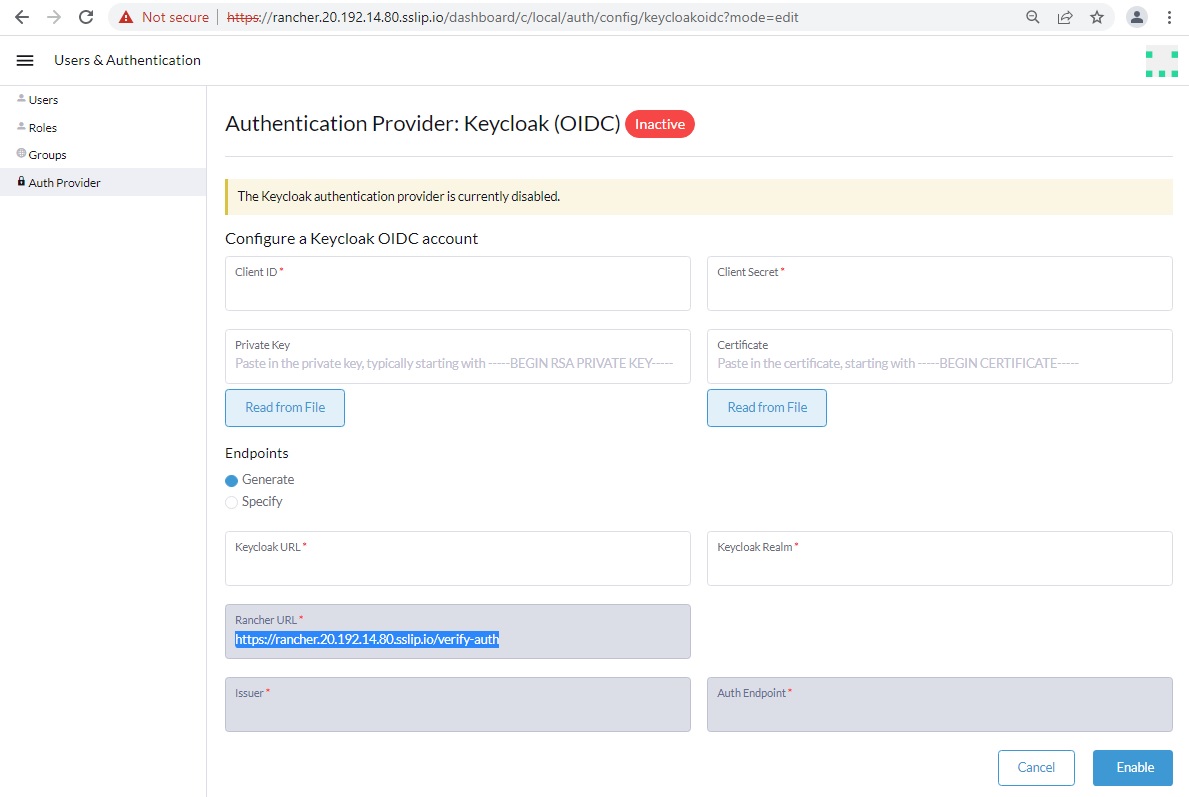 Not secure https://rancher.20.192.14.80.sslip.io/dashboard/c/local/auth/config/keycloakoidc?mode=edit
Users & Authentication
Users
Roles
Groups
Auth Provider
Authentication Provider: Keycloak (OIDC) Inactive
The Keycloak authentication provider is currently disabled.
Configure a Keycloak OIDC account
Client ID *
Client Secret *
Private Key
Paste in the private key, typically starting with -----BEGIN RSA PRIVATE KEY-----
Certificate
Paste in the certificate, starting with -----BEGIN CERTIFICATE-----
Read from File
Read from File
Endpoints
Generate
Specify
Keycloak URL *
Keycloak Realm *
Rancher URL *
https://rancher.20.192.14.80.sslip.io/verify-auth
Issuer *
Auth Endpoint *
Cancel
Enable